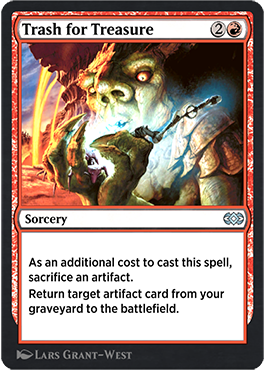 Trash for Treasure 2
Sorcery
As an additional cost to cast this spell,
sacrifice an artifact.
Return target artifact card from your
graveyard to the battlefield.
Lars Grant-West